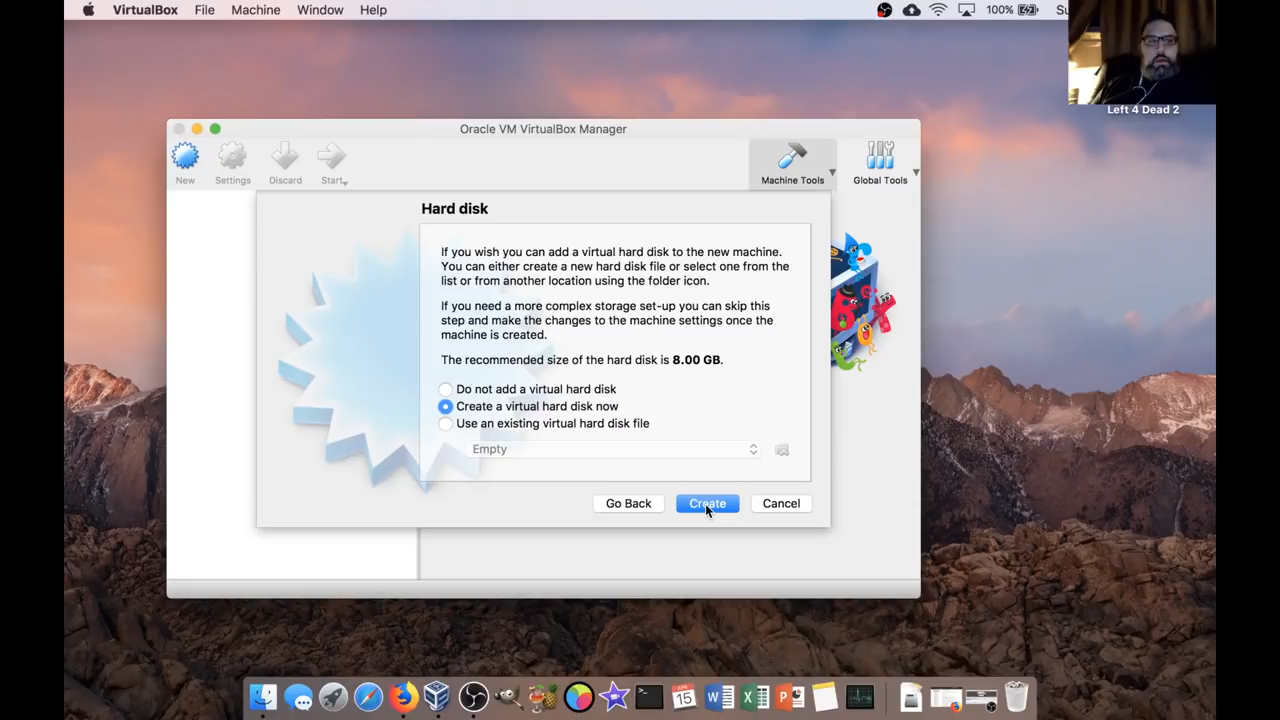 VirtualBox File Machine Window Help
100%
Left 4 Dead 2
Oracle VM VirtualBox Manager
New Settings Discard Start
Machine Tools Global Tools
Hard disk
If you wish you can add a virtual hard disk to the new machine.
You can either create a new hard disk file or select one from the
list or from another location using the folder icon.
If you need a more complex storage set-up you can skip this
step and make the changes to the machine settings once the
machine is created.
The recommended size of the hard disk is 8.00 GB.
Do not add a virtual hard disk
Create a virtual hard disk now
Use an existing virtual hard disk file
Empty
Go Back Create Cancel
15